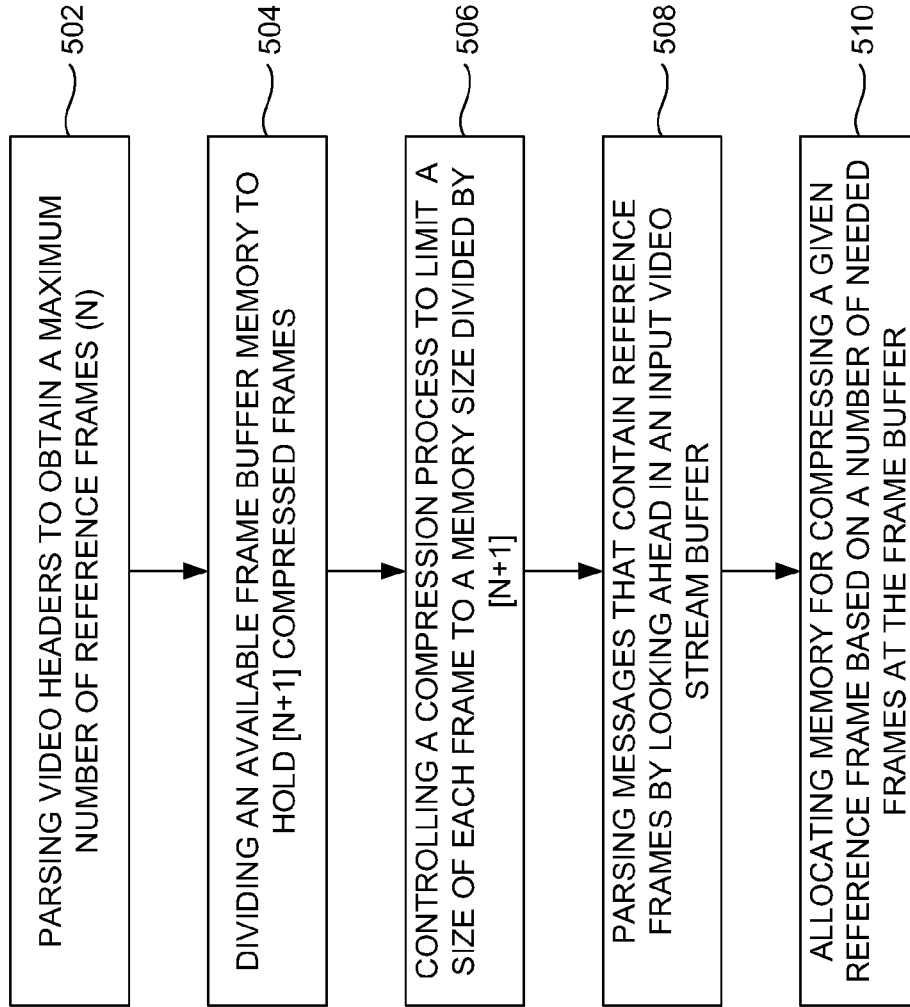 PARSING VIDEO HEADERS TO OBTAIN A MAXIMUM
NUMBER OF REFERENCE FRAMES (N)
502
DIVIDING AN AVAILABLE FRAME BUFFER MEMORY TO
HOLD [N+1] COMPRESSED FRAMES
504
CONTROLLING A COMPRESSION PROCESS TO LIMIT A
SIZE OF EACH FRAME TO A MEMORY SIZE DIVIDED BY
[N+1]
506
PARSING MESSAGES THAT CONTAIN REFERENCE
FRAMES BY LOOKING AHEAD IN AN INPUT VIDEO
STREAM BUFFER
508
ALLOCATING MEMORY FOR COMPRESSING A GIVEN
REFERENCE FRAME BASED ON A NUMBER OF NEEDED
FRAMES AT THE FRAME BUFFER
510